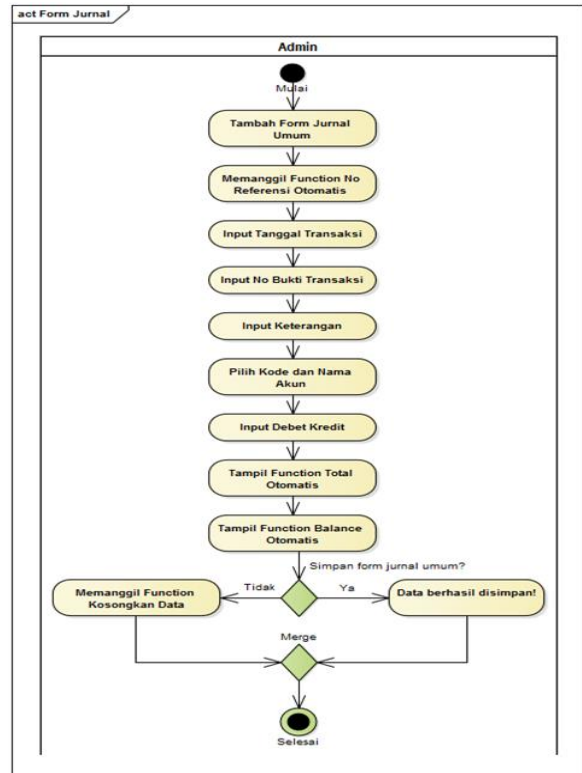 act Form Jurnal
Admin
Mulai
Tambah Form Jurnal
Umum
Memanggil Function No
Referensi Otomatis
Input Tanggal Transaksi
Input No Bukti Transaksi
Input Keterangan
Pilih Kode dan Nama
Akun
Input Debet Kredit
Tampil Function Total
Otomatis
Tampil Function Balance
Otomatis
Simpan form jurnal umum?
Memanggil Function
Kosongkan Data
Tidak
Ya
Data berhasil disimpan!
Merge
Selesai